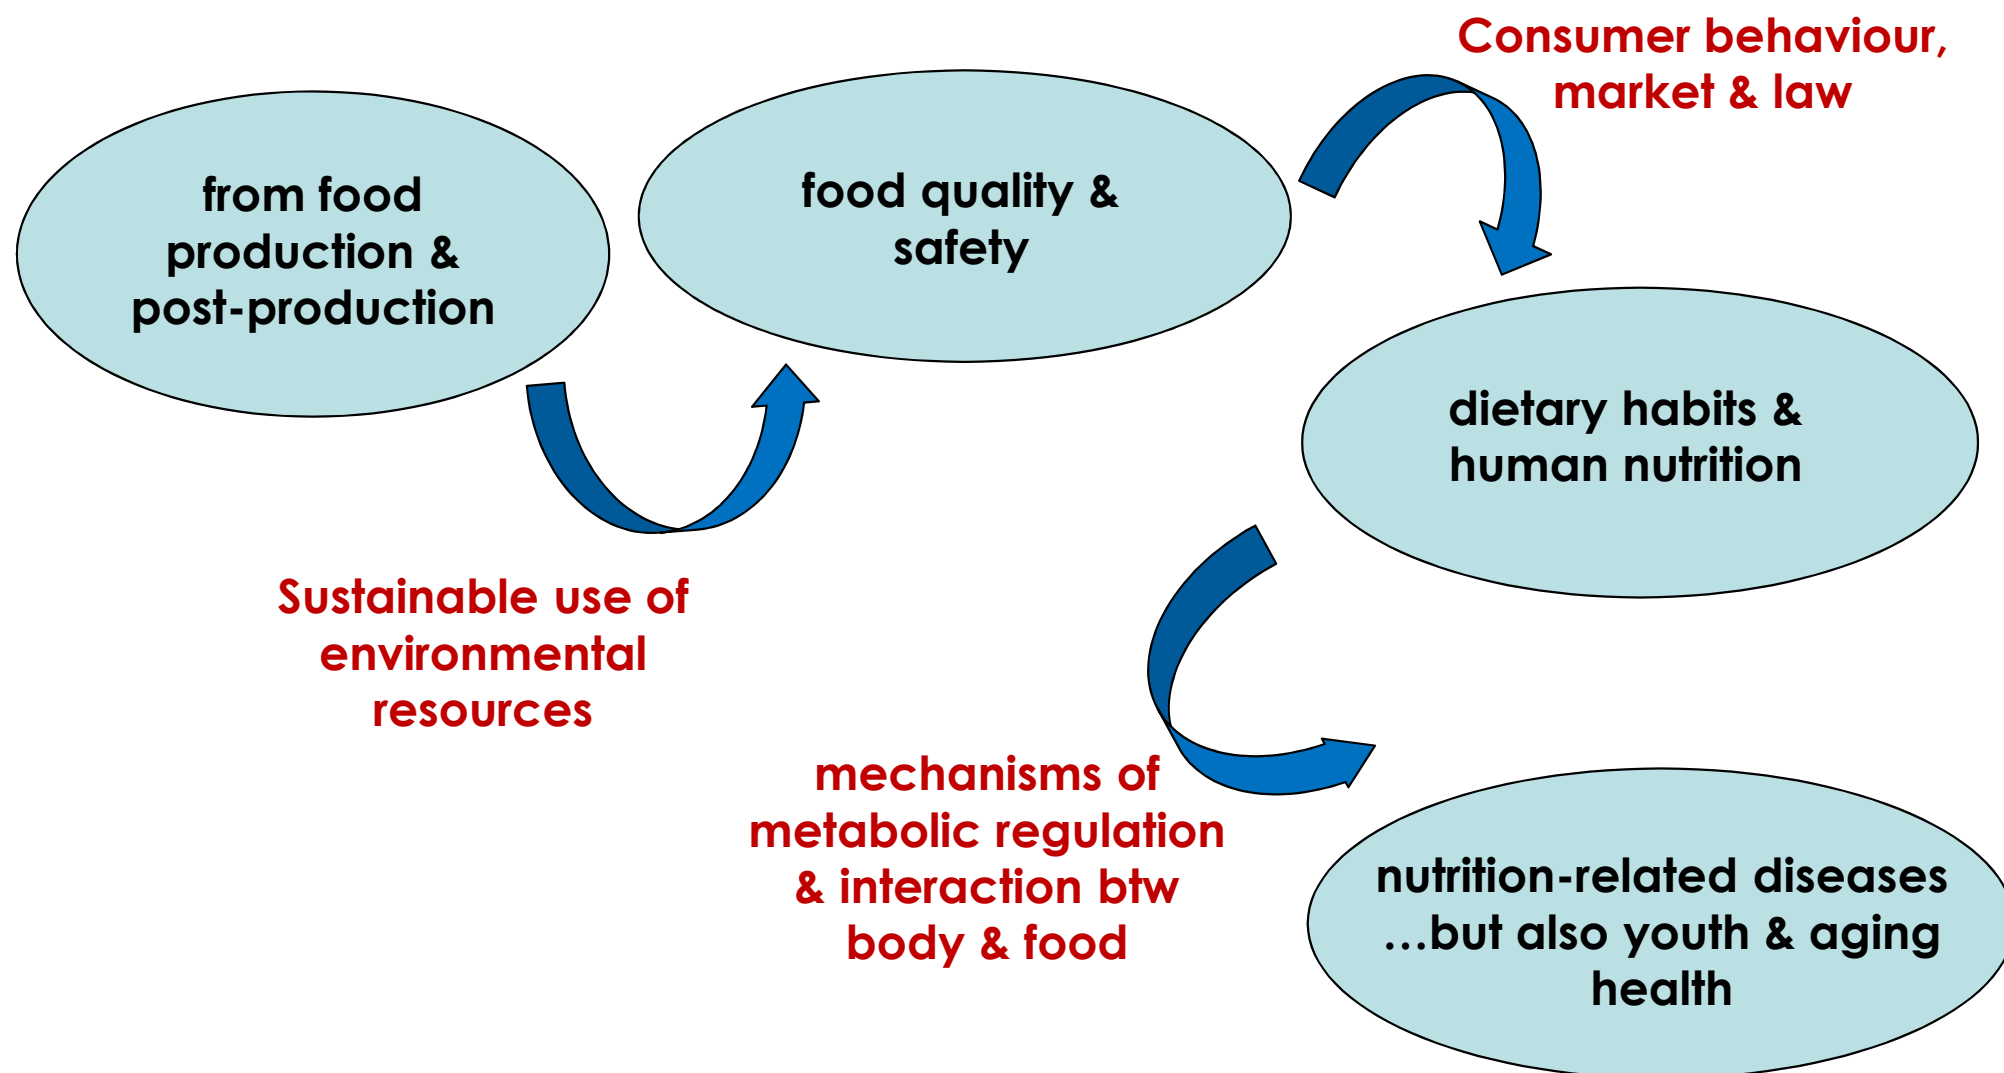 Consumer behaviour,
market & law
from food
production &
post-production
food quality &
safety
dietary habits &
human nutrition
Sustainable use of
environmental
resources
mechanisms of
metabolic regulation
& interaction btw
body & food
nutrition-related diseases
…but also youth & aging
health